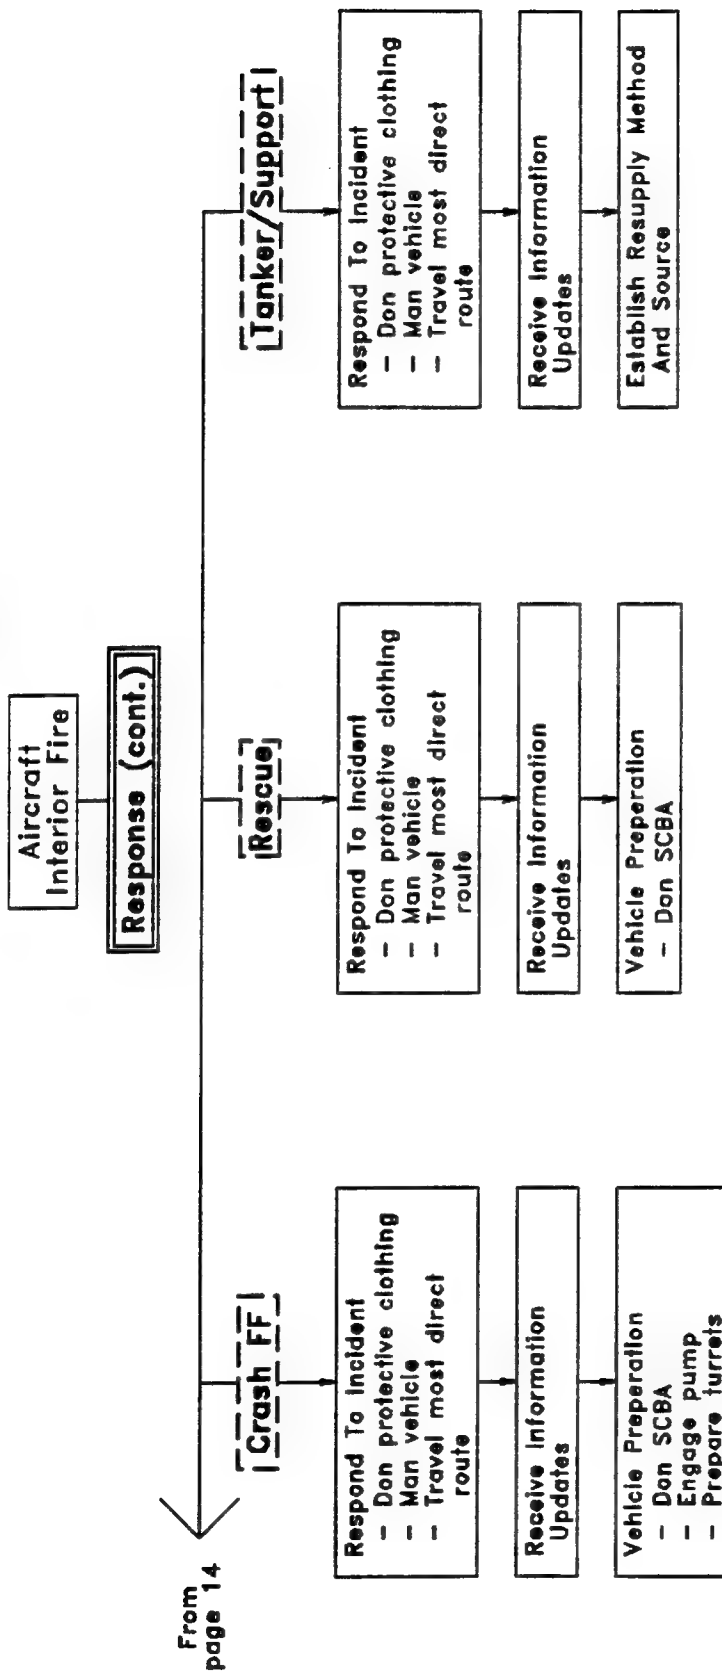 Aircraft
Interior Fire
Response (cont.)
From
page 14
Crash FF
Respond To Incident
- Don protective clothing
- Man vehicle
- Travel most direct
route
Receive Information
Updates
Vehicle Preparation
- Don SCBA
- Engage pump
- Prepare turrets
Rescue
Respond To Incident
- Don protective clothing
- Man vehicle
- Travel most direct
route
Receive Information
Updates
Vehicle Preparation
- Don SCBA
Tanker/Support
Respond To Incident
- Don protective clothing
- Man vehicle
- Travel most direct
route
Receive Information
Updates
Establish Resupply Method
And Source